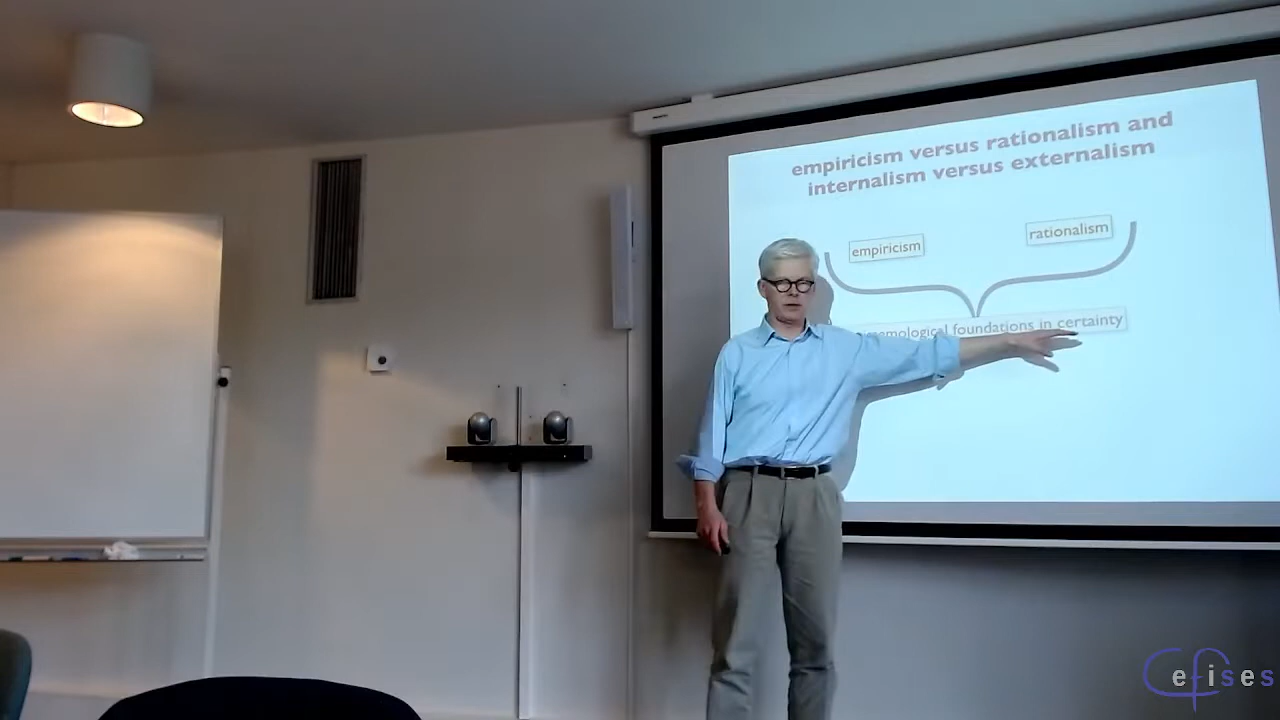 empiricism versus rationalism and
internalism versus externalism
empiricism
rationalism
foundations in certainty
efises